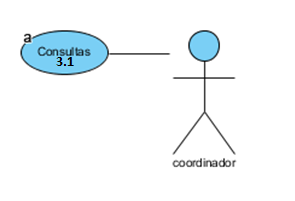 a
Consultas
3.1
coordinador